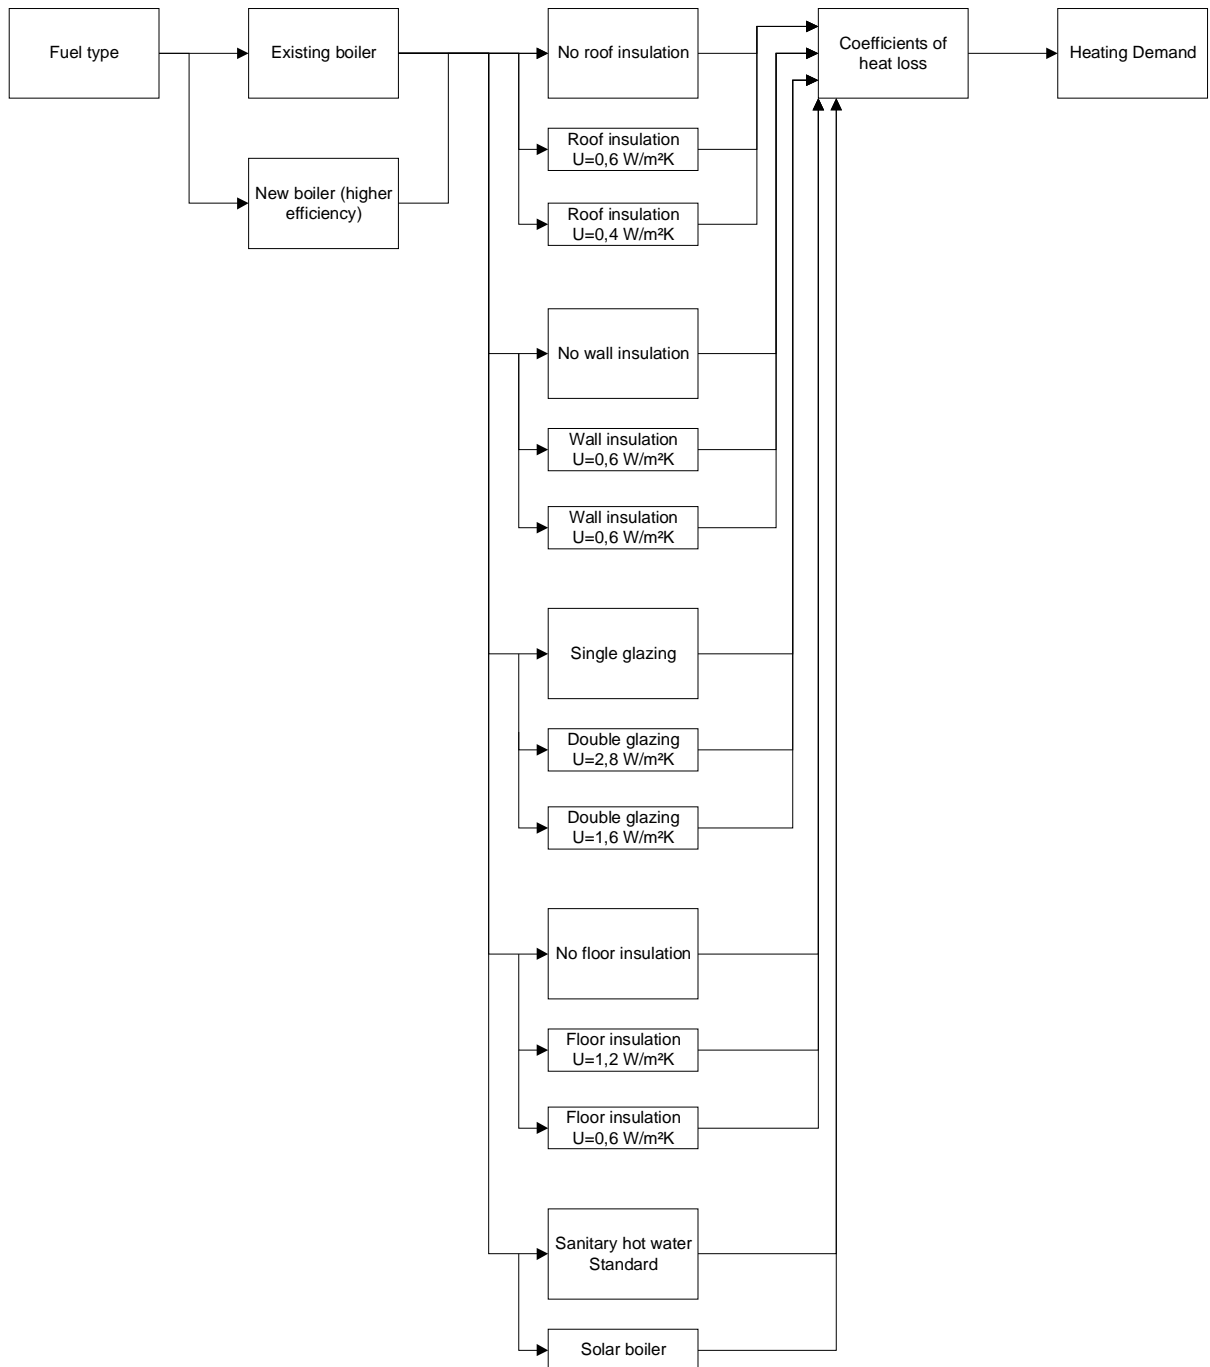 Fuel type
Existing boiler
No roof insulation
Coefficients of
heat loss
Heating Demand
Roof insulation
U=0,6 W/m²K
New boiler (higher
efficiency)
Roof insulation
U=0,4 W/m²K
No wall insulation
Wall insulation
U=0,6 W/m²K
Wall insulation
U=0,6 W/m²K
Single glazing
Double glazing
U=2,8 W/m²K
Double glazing
U=1,6 W/m²K
No floor insulation
Floor insulation
U=1,2 W/m²K
Floor insulation
U=0,6 W/m²K
Sanitary hot water
Standard
Solar boiler